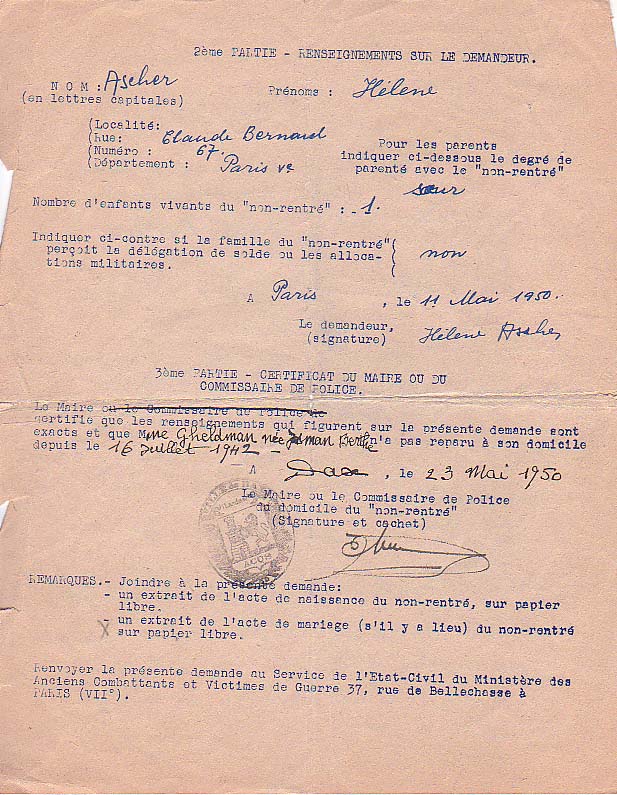 2ème PARTIE - RENSEIGNEMENTS SUR LE DEMANDEUR.
N O M : Ascher Prénoms : Hélène
(en lettres capitales)
(Localité:
(Rue: Claude Bernard
(Numéro : 67.
(Département : Paris Ve
Pour les parents
indiquer ci-dessous le degré de
parenté avec le "non-rentré"
sœur
Nombre d'enfants vivants du "non-rentré" : - 1.
Indiquer ci-contre si la famille du "non-rentré"(
perçoit la délégation de solde ou les alloca- ( non
tions militaires. (
A Paris , le 11 Mai 1950.
Le demandeur,
(signature) Hélène Ascher
3ème PARTIE - CERTIFICAT DU MAIRE OU DU
COMMISSAIRE DE POLICE.
Le Maire ou le Commissaire de Police
certifie que les renseignements qui figurent sur la présente demande sont
exacts et que Mme Gheldman née Berthe n'a pas reparu à son domicile
depuis le 16 Juillet 1942 -
A Dax , le 23 Mai 1950
Le Maire ou le Commissaire de Police
du domicile du "non-rentré"
(Signature et cachet)
REMARQUES.- Joindre à la présente demande:
- un extrait de l'acte de naissance du non-rentré, sur papier
libre.
X - un extrait de l'acte de mariage (s'il y a lieu) du non-rentré
sur papier libre.
Renvoyer la présente demande au Service de l'Etat-Civil du Ministère des
Anciens Combattants et Victimes de Guerre 37, rue de Bellechasse à
PARIS (VII°).